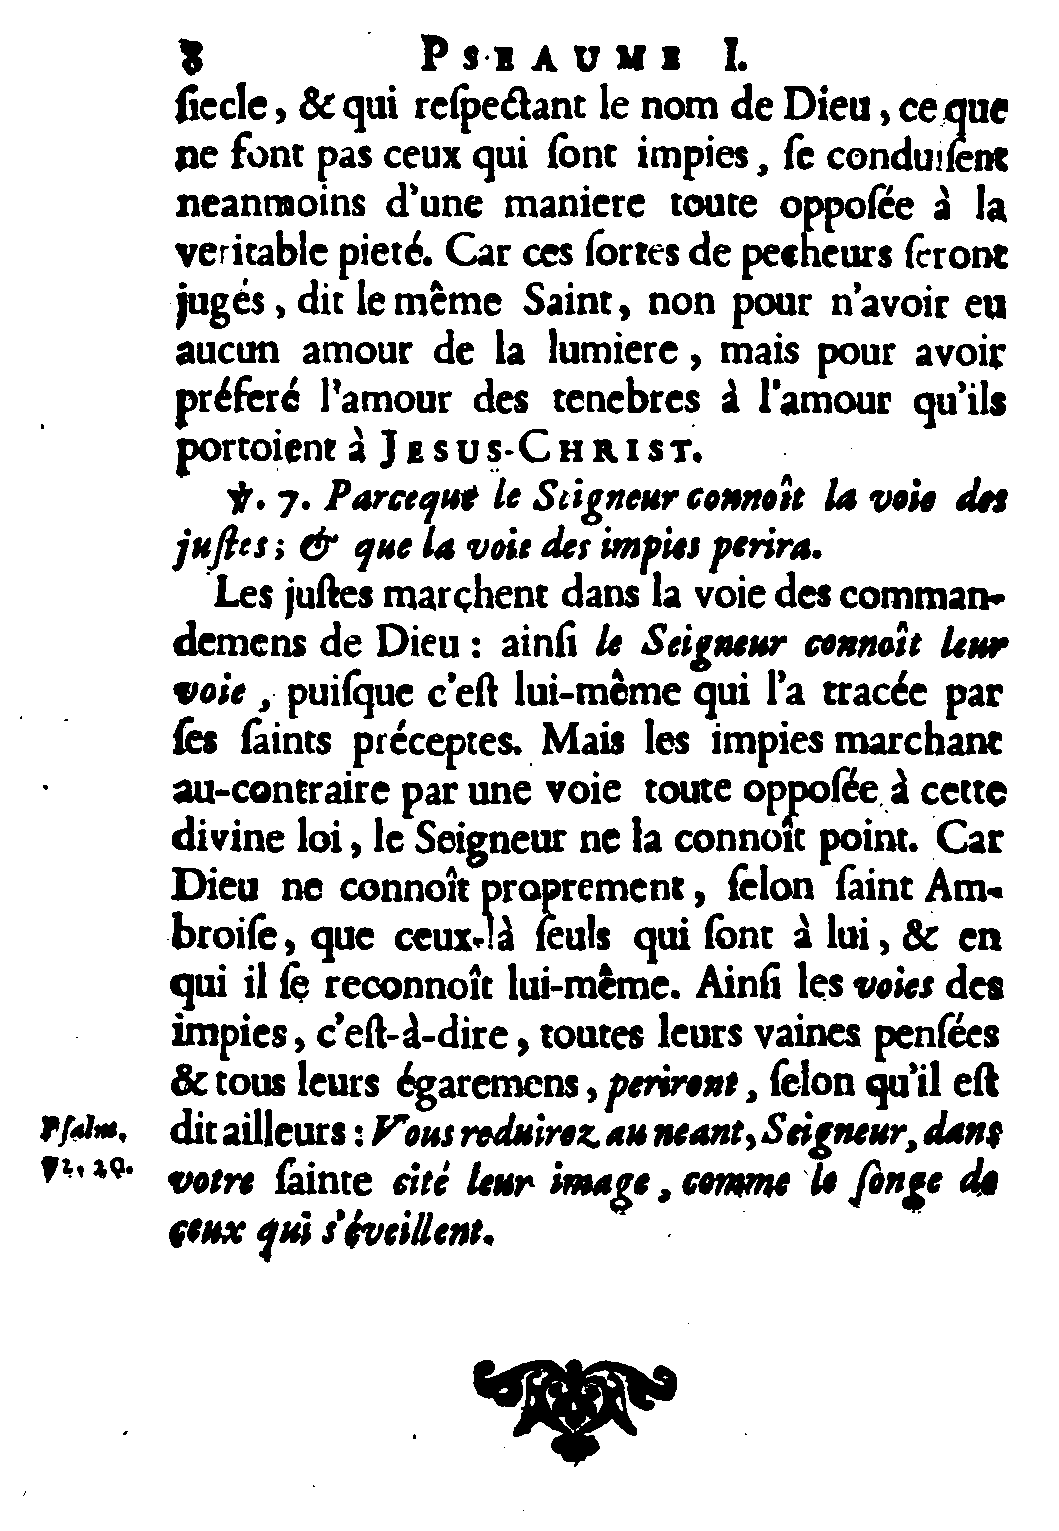 8 PSEAUME I.
ſiecle, & qui reſpectant le nom de Dieu, ce que
ne font pas ceux qui ſont impies, ſe conduiſent
neanmoins d'une maniere toute oppoſée à la
veritable pieté. Car ces ſortes de pecheurs ſeront
jugés, dit le même Saint, non pour n'avoir eu
aucun amour de la lumiere, mais pour avoir
préferé l'amour des tenebres à l'amour qu'ils
portoient à JESUS-CHRIST.
℣. 7. Parceque le Seigneur connoît la voie des
juſtes; & que la voie des impies perira.
Les juſtes marchent dans la voie des comman-
demens de Dieu : ainſi le Seigneur connoît leur
voie, puiſque c'eſt lui-même qui l'a tracée par
ſes ſaints préceptes. Mais les impies marchant
au-contraire par une voie toute oppoſée à cette
divine loi, le Seigneur ne la connoît point. Car
Dieu ne connoît proprement, ſelon ſaint Am-
broiſe, que ceux-là ſeuls qui ſont à lui, & en
qui il ſe reconnoît lui-même. Ainſi les voies des
impies, c'eſt-à-dire, toutes leurs vaines penſées
& tous leurs égaremens, periront, ſelon qu'il eſt
Pſalm. dit ailleurs : Vous reduirez au neant, Seigneur, dans
72. 20. votre ſainte cité leur image, comme le ſonge de
ceux qui s'éveillent.